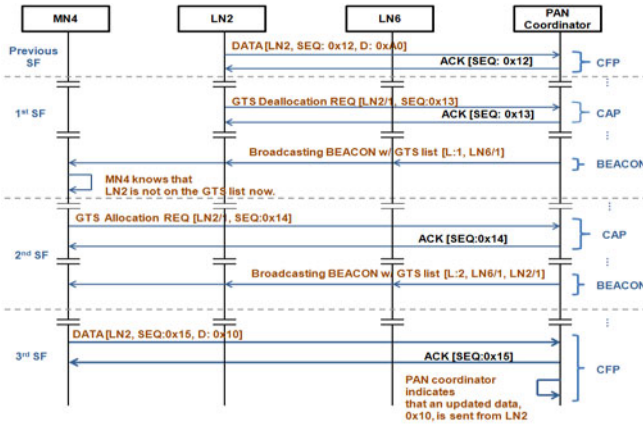 MN4
LN2
LN6
PAN
Coordinator
Previous
SF
DATA [LN2, SEQ: 0x12, D: 0xA0]
ACK [SEQ: 0x12]
CFP
1st SF
GTS Deallocation REQ [LN2/1, SEQ:0x13]
ACK [SEQ: 0x13]
CAP
Broadcasting BEACON w/ GTS list [L:1, LN6/1]
BEACON
MN4 knows that
LN2 is not on the GTS list now.
GTS Allocation REQ [LN2/1, SEQ:0x14]
ACK [SEQ:0x14]
CAP
2nd SF
Broadcasting BEACON w/ GTS list [L:2, LN6/1, LN2/1]
BEACON
DATA [LN2, SEQ:0x15, D: 0x10]
ACK [SEQ:0x15]
3rd SF
CFP
PAN coordinator
indicates
that an updated data,
0x10, is sent from LN2